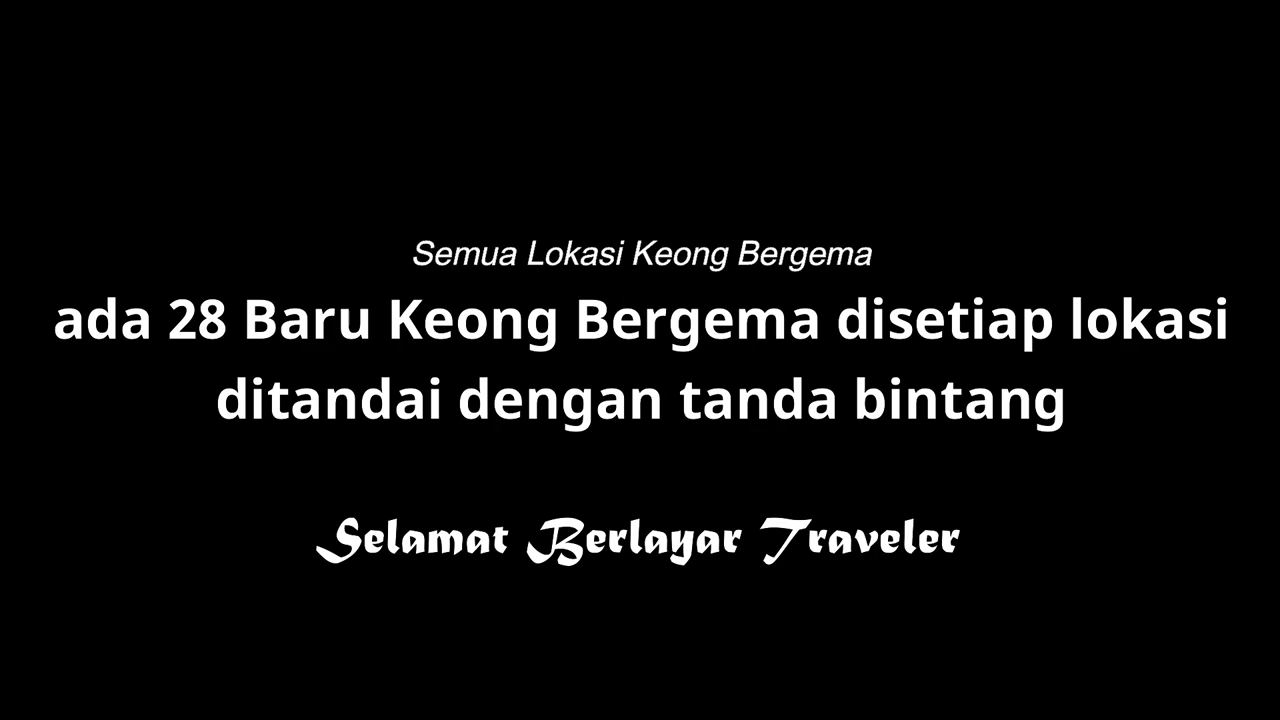 Semua Lokasi Keong Bergema
ada 28 Baru Keong Bergema disetiap lokasi
ditandai dengan tanda bintang
Selamat Berlayar Traveler